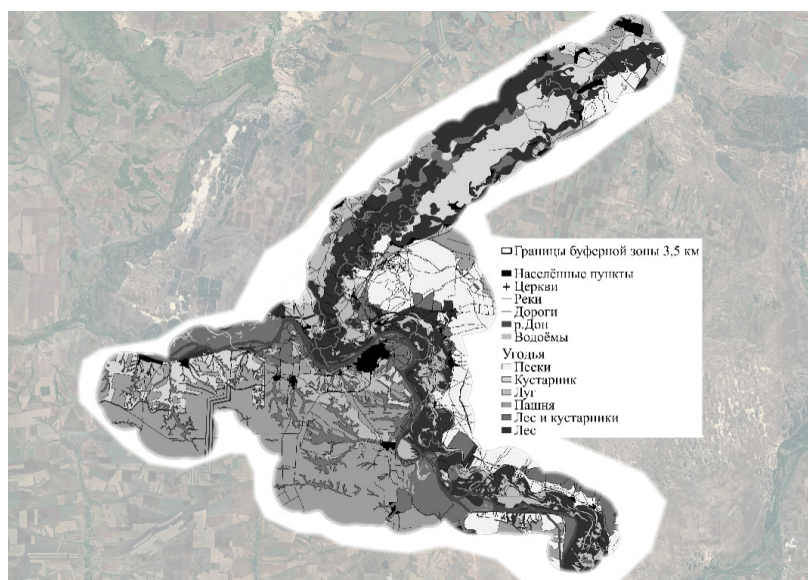 Границы буферной зоны 3,5 км
Населённые пункты
Церкви
Реки
Дороги
р.Дон
Водоёмы
Угодья
Пески
Кустарник
Луг
Пашня
Лес и кустарники
Лес